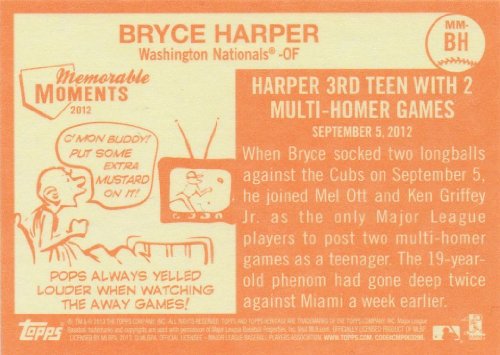 BRYCE HARPER
Washington Nationals® -OF
MM-
BH
Memorable
MOMENTS
2012
C'MON BUDDY!
PUT SOME
EXTRA
MUSTARD
ON IT!
POPS ALWAYS YELLED
LOUDER WHEN WATCHING
THE AWAY GAMES!
HARPER 3RD TEEN WITH 2
MULTI-HOMER GAMES
SEPTEMBER 5, 2012
When Bryce socked two longballs
against the Cubs on September 5,
he joined Mel Ott and Ken Griffey
Jr. as the only Major League
players to post two multi-homer
games as a teenager. The 19-year-
old phenom had gone deep twice
against Miami a week earlier.
Topps